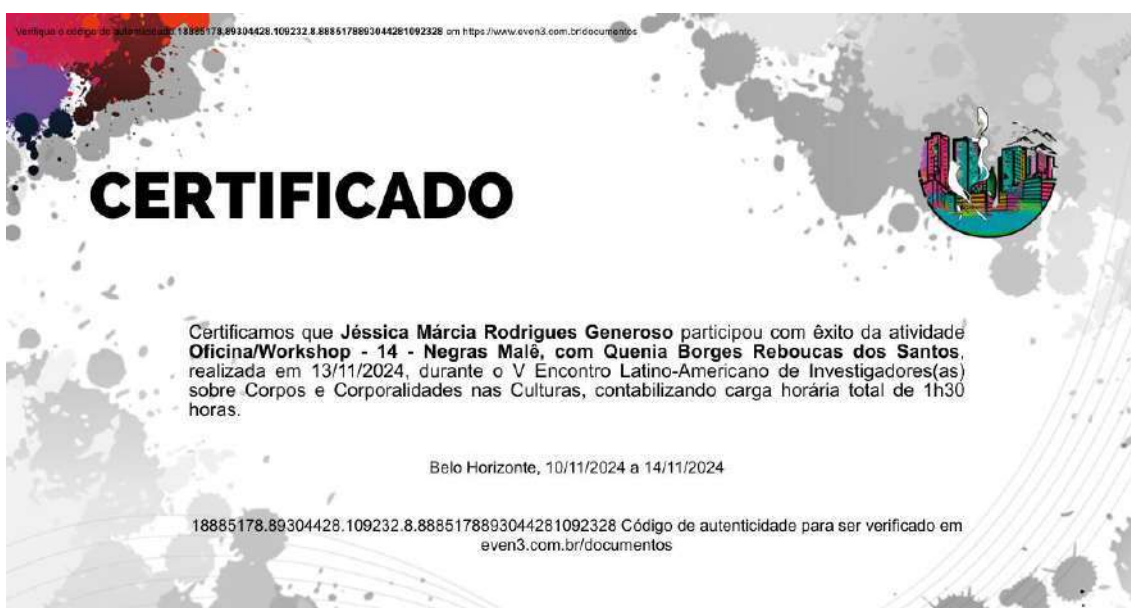 Verifique o código de autenticidade 18885178.89304428.109232.8.8885178893044281092328 em https://www.even3.com.br/documentos
CERTIFICADO
Certificamos que Jéssica Márcia Rodrigues Generoso participou com êxito da atividade
Oficina/Workshop - 14 - Negras Malê, com Quenia Borges Reboucas dos Santos,
realizada em 13/11/2024, durante o V Encontro Latino-Americano de Investigadores(as)
sobre Corpos e Corporalidades nas Culturas, contabilizando carga horária total de 1h30
horas.
Belo Horizonte, 10/11/2024 a 14/11/2024
18885178.89304428.109232.8.8885178893044281092328 Código de autenticidade para ser verificado em
even3.com.br/documentos